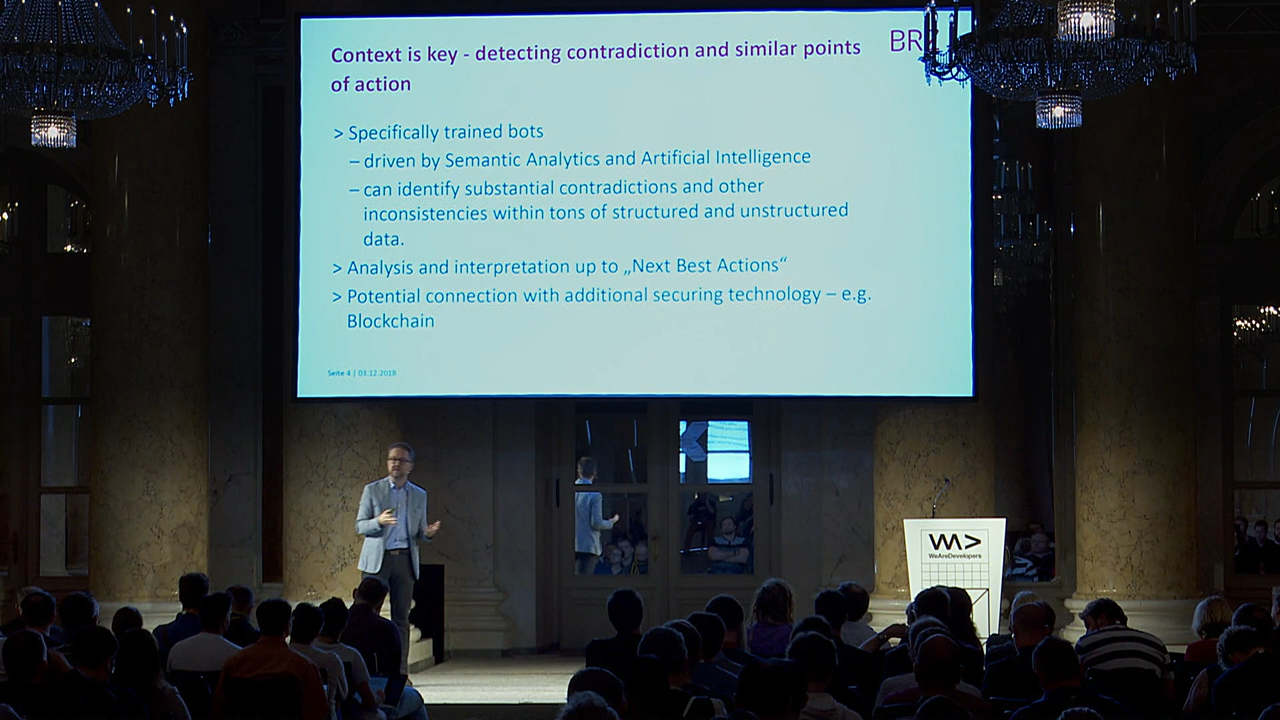 Context is key - detecting contradiction and similar points
of action
BR
> Specifically trained bots
– driven by Semantic Analytics and Artificial Intelligence
– can identify substantial contradictions and other
inconsistencies within tons of structured and unstructured
data.
> Analysis and interpretation up to „Next Best Actions“
> Potential connection with additional securing technology – e.g.
Blockchain
Seite 4 | 03.12.2018
WeAreDevelopers